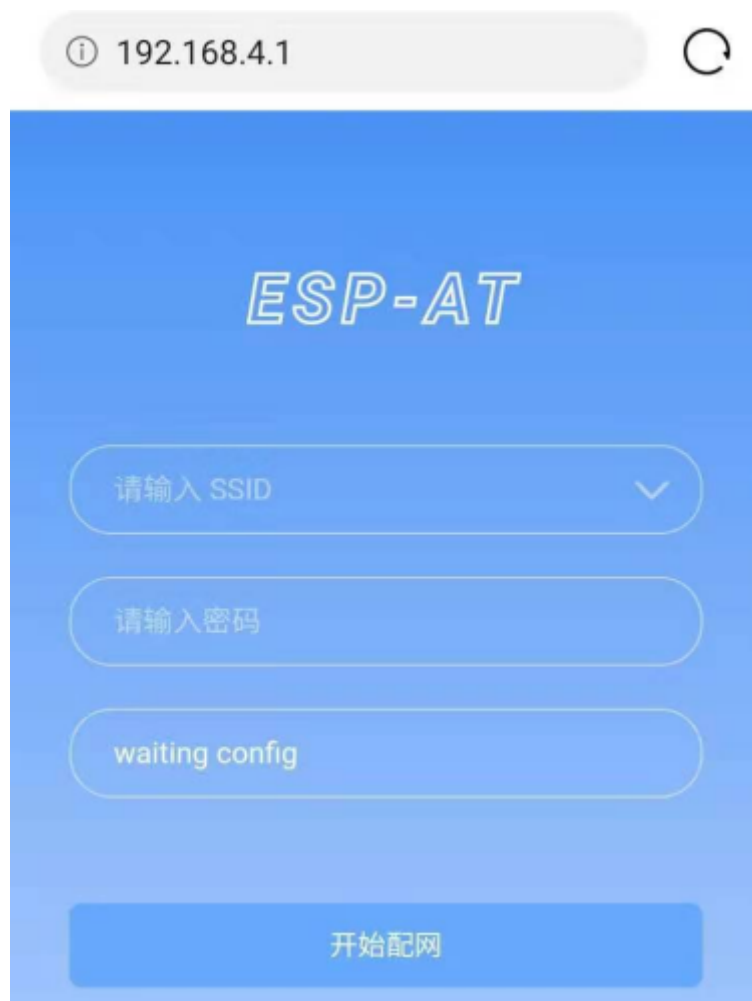 192.168.4.1
ESP-AT
请输入 SSID
请输入密码
waiting config
开始配网